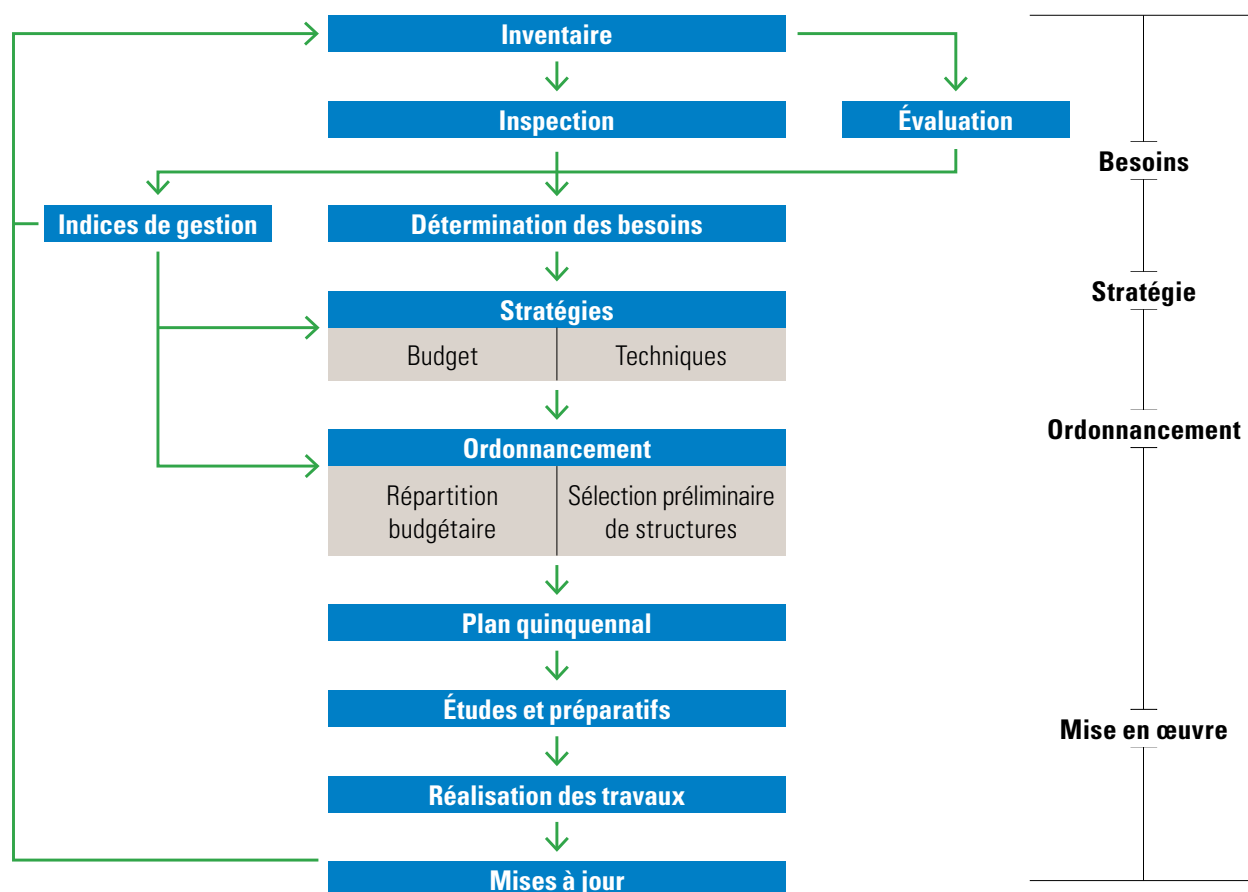 Inventaire
Inspection
Évaluation
Besoins
Indices de gestion
Détermination des besoins
Stratégie
Stratégies
Budget
Techniques
Ordonnancement
Ordonnancement
Répartition
budgétaire
Sélection préliminaire
de structures
Plan quinquennal
Études et préparatifs
Mise en œuvre
Réalisation des travaux
Mises à jour